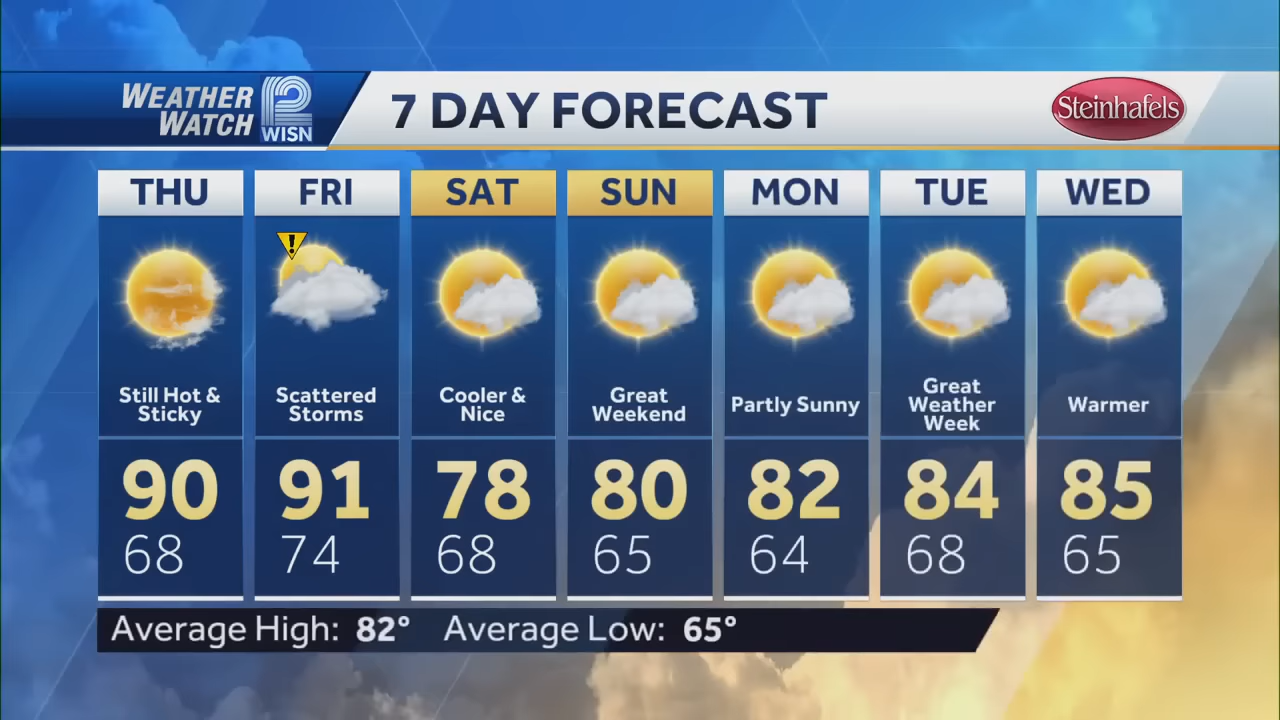 WEATHER
WATCH
12
WISN
7 DAY FORECAST
Steinhafels
THU
FRI
SAT
SUN
MON
TUE
WED
!
Still Hot &
Sticky
Scattered
Storms
Cooler &
Nice
Great
Weekend
Partly Sunny
Great
Weather
Week
Warmer
90
91
78
80
82
84
85
68
74
68
65
64
68
65
Average High: 82° Average Low: 65°